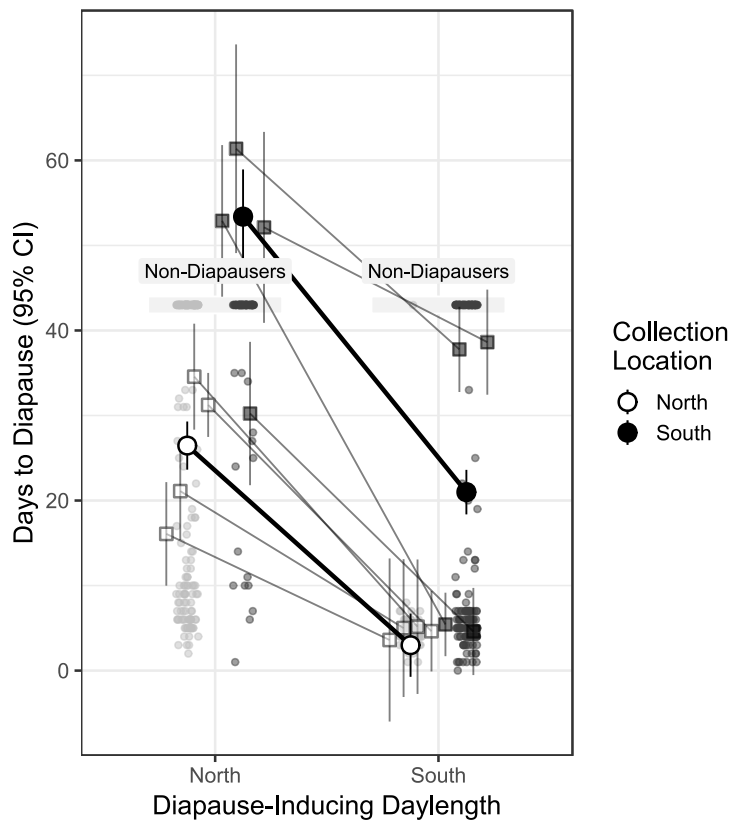 Days to Diapause (95% CI)
60
40
20
0
Non-Diapausers
Non-Diapausers
North
South
Diapause-Inducing Daylength
Collection
Location
North
South